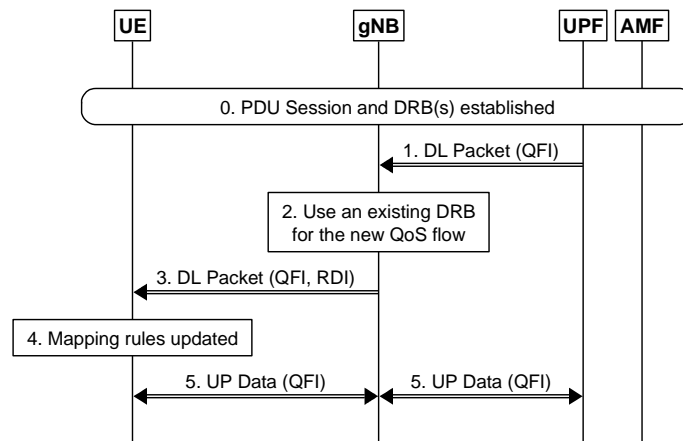 UE gNB UPF AMF
0. PDU Session and DRB(s) established
1. DL Packet (QFI)
2. Use an existing DRB
for the new QoS flow
3. DL Packet (QFI, RDI)
4. Mapping rules updated
5. UP Data (QFI) 5. UP Data (QFI)